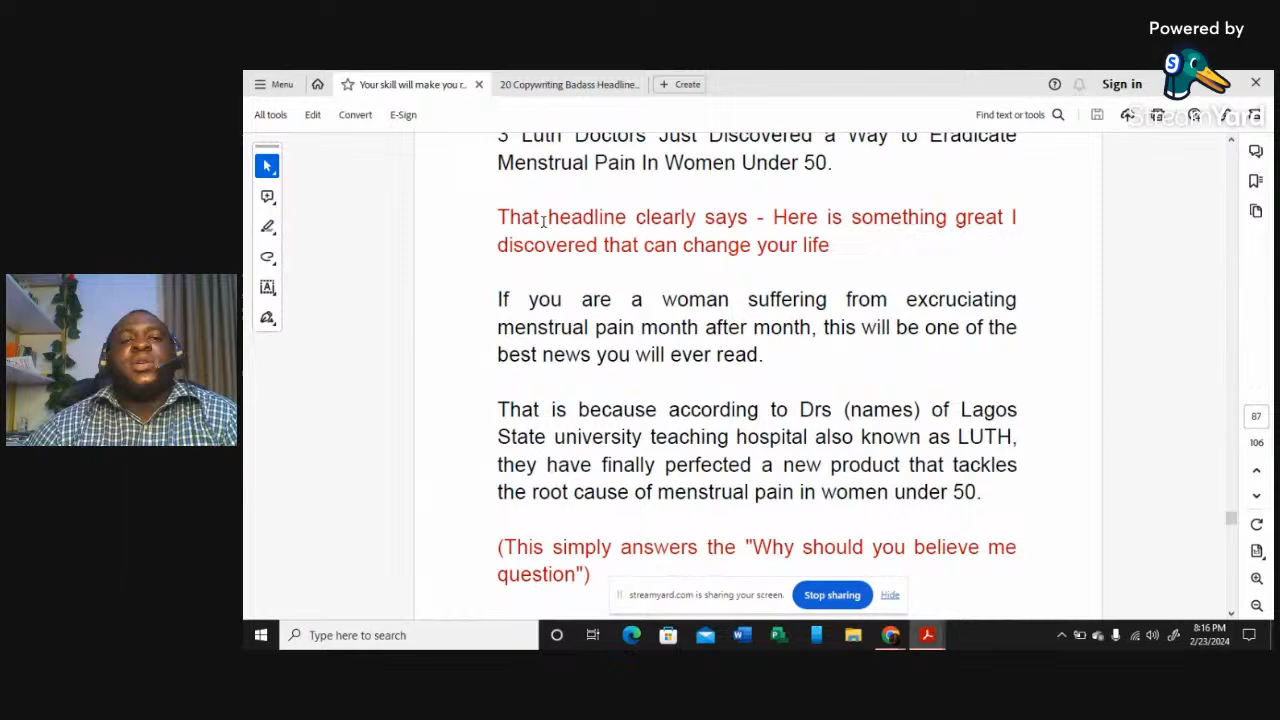 Powered by
S
StreamYard
Menu
Your skill will make you r...
20 Copywriting Badass Headline...
Create
Sign in
All tools
Edit
Convert
E-Sign
Find text or tools
3 Luth Doctors Just Discovered a Way to Eradicate
Menstrual Pain In Women Under 50.
That headline clearly says - Here is something great I
discovered that can change your life
If you are a woman suffering from excruciating
menstrual pain month after month, this will be one of the
best news you will ever read.
That is because according to Drs (names) of Lagos
State university teaching hospital also known as LUTH,
they have finally perfected a new product that tackles
the root cause of menstrual pain in women under 50.
(This simply answers the "Why should you believe me
question")
87
106
streamyard.com is sharing your screen.
Stop sharing
Hide
Type here to search
8:16 PM
2/23/2024